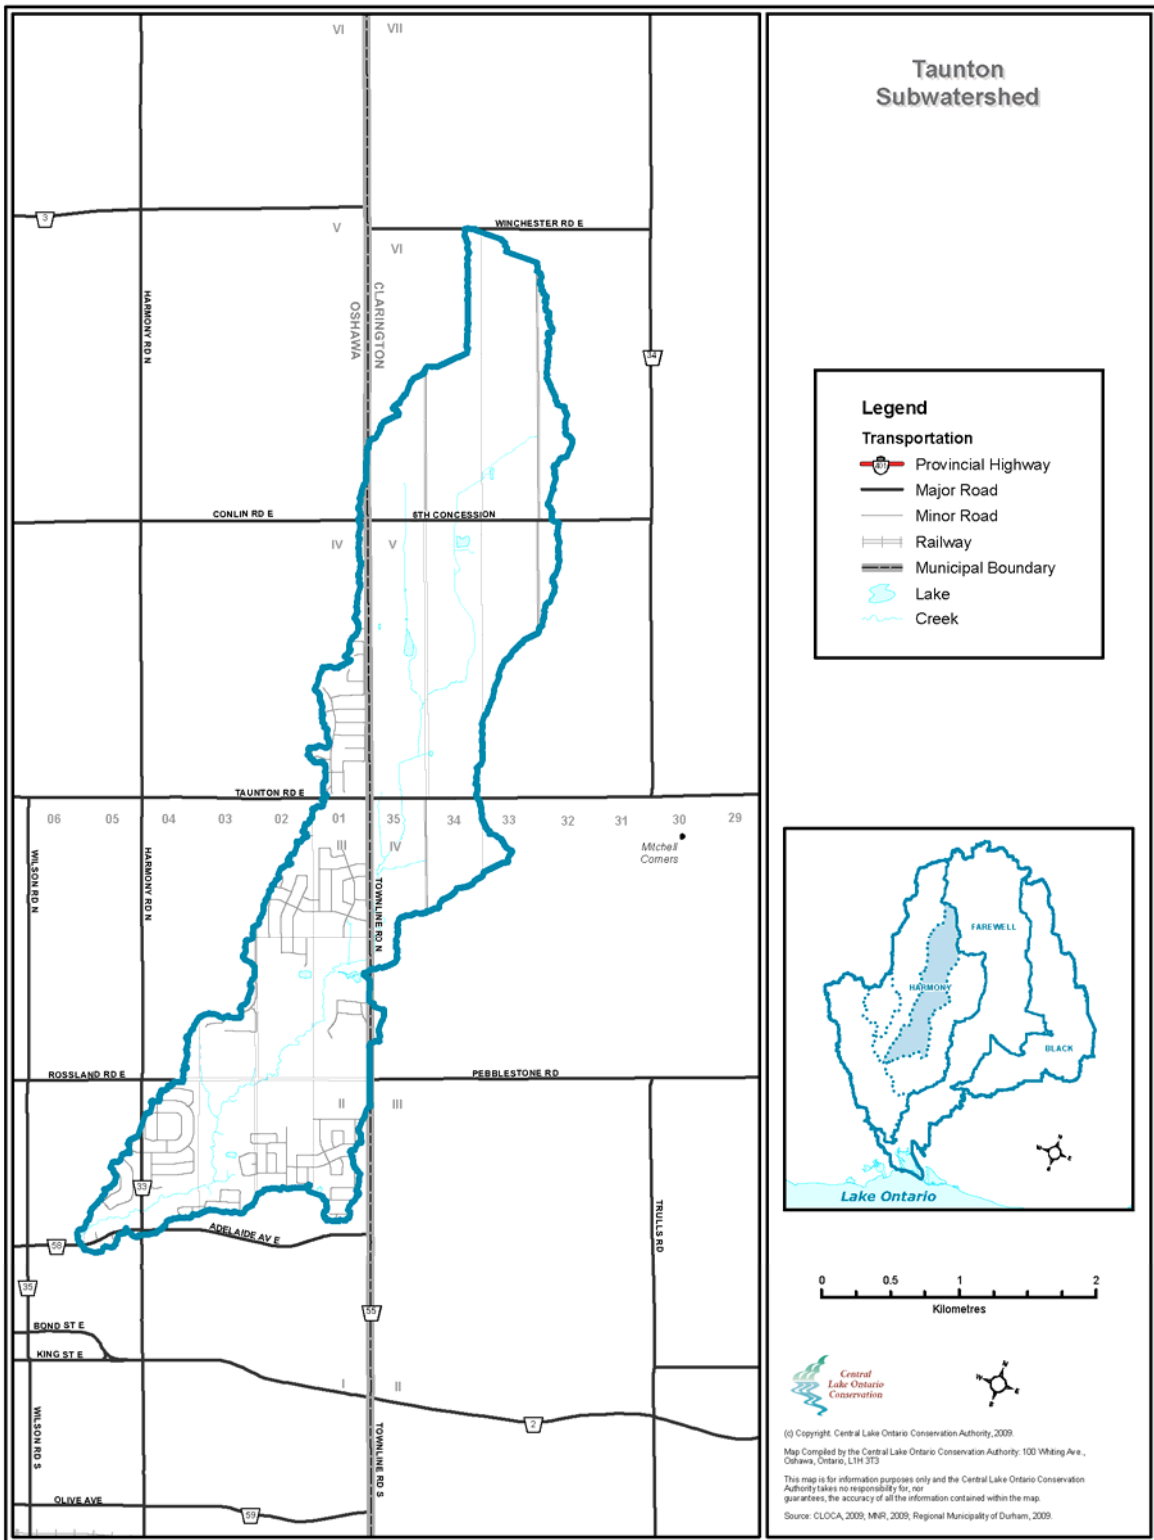 Taunton
Subwatershed
VI
VII
3
V
WINCHESTER RD E
VI
HARMONY RD N
OSHAWA
CLARINGTON
34
CONLIN RD E
6TH CONCESSION
IV
V
TAUNTON RD E
06
05
04
03
02
01
35
34
33
32
31
30
29
III
IV
Mitchell
Corners
WILSON RD N
HARMONY RD N
TOWNLINE RD N
ROSSLAND RD E
PEBBLESTONE RD
II
III
33
ADELAIDE AV E
58
TRULLS RD
35
55
BOND ST E
KING ST E
I
II
2
WILSON RD S
TOWNLINE RD S
OLIVE AVE
59
Legend
Transportation
401
Provincial Highway
Major Road
Minor Road
Railway
Municipal Boundary
Lake
Creek
FAREWELL
HARMONY
BLACK
N
W
E
S
Lake Ontario
0
0.5
1
2
Kilometres
Central
Lake Ontario
Conservation
N
W
E
S
(c) Copyright. Central Lake Ontario Conservation Authority, 2009.
Map Compiled by the Central Lake Ontario Conservation Authority: 100 Whiting Ave.,
Oshawa, Ontario, L1H 3T3
This map is for information purposes only and the Central Lake Ontario Conservation
Authority takes no responsibility for, nor
guarantees, the accuracy of all the information contained within the map.
Source: CLOCA, 2009; MNR, 2009; Regional Municipality of Durham, 2009.